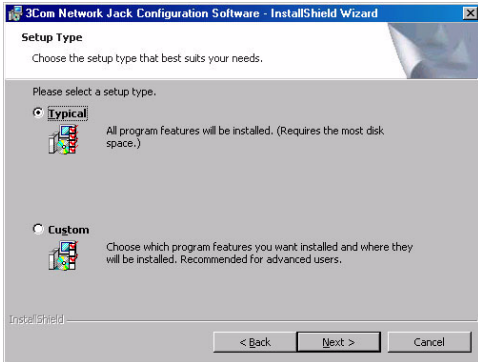 3Com Network Jack Configuration Software - InstallShield Wizard
Setup Type
Choose the setup type that best suits your needs.
Please select a setup type.
Typical
All program features will be installed. (Requires the most disk
space.)
Custom
Choose which program features you want installed and where they
will be installed. Recommended for advanced users.
InstallShield
< Back
Next >
Cancel